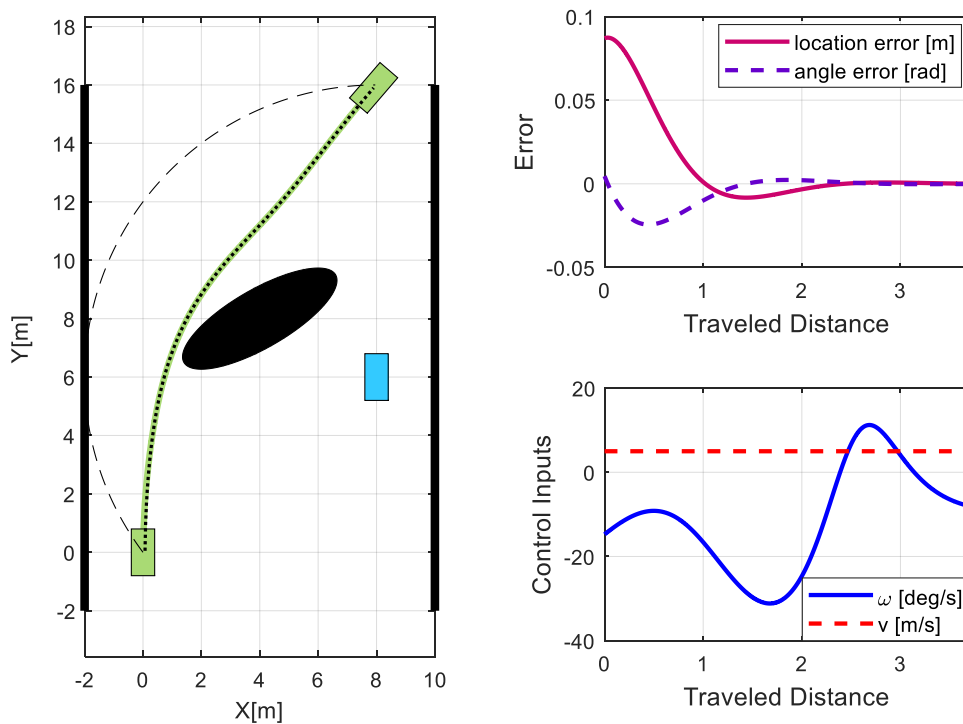 18
16
14
12
10
8
6
4
2
0
-2
Y[m]
-2 0 2 4 6 8 10
X[m]
0.1
0.05
0
-0.05
Error
location error [m]
angle error [rad]
0 1 2 3
Traveled Distance
20
0
-20
-40
Control Inputs
ω [deg/s]
v [m/s]
0 1 2 3
Traveled Distance